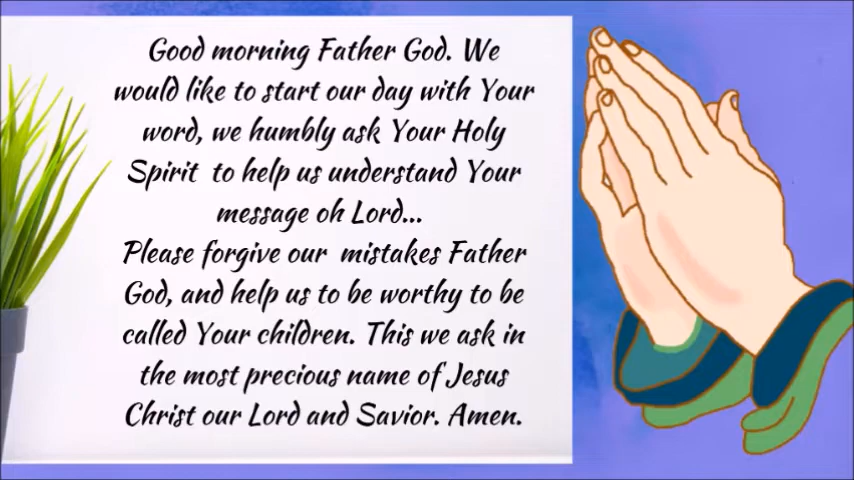 Good morning Father God. We
would like to start our day with Your
word, we humbly ask Your Holy
Spirit to help us understand Your
message oh Lord...
Please forgive our mistakes Father
God, and help us to be worthy to be
called Your children. This we ask in
the most precious name of Jesus
Christ our Lord and Savior. Amen.